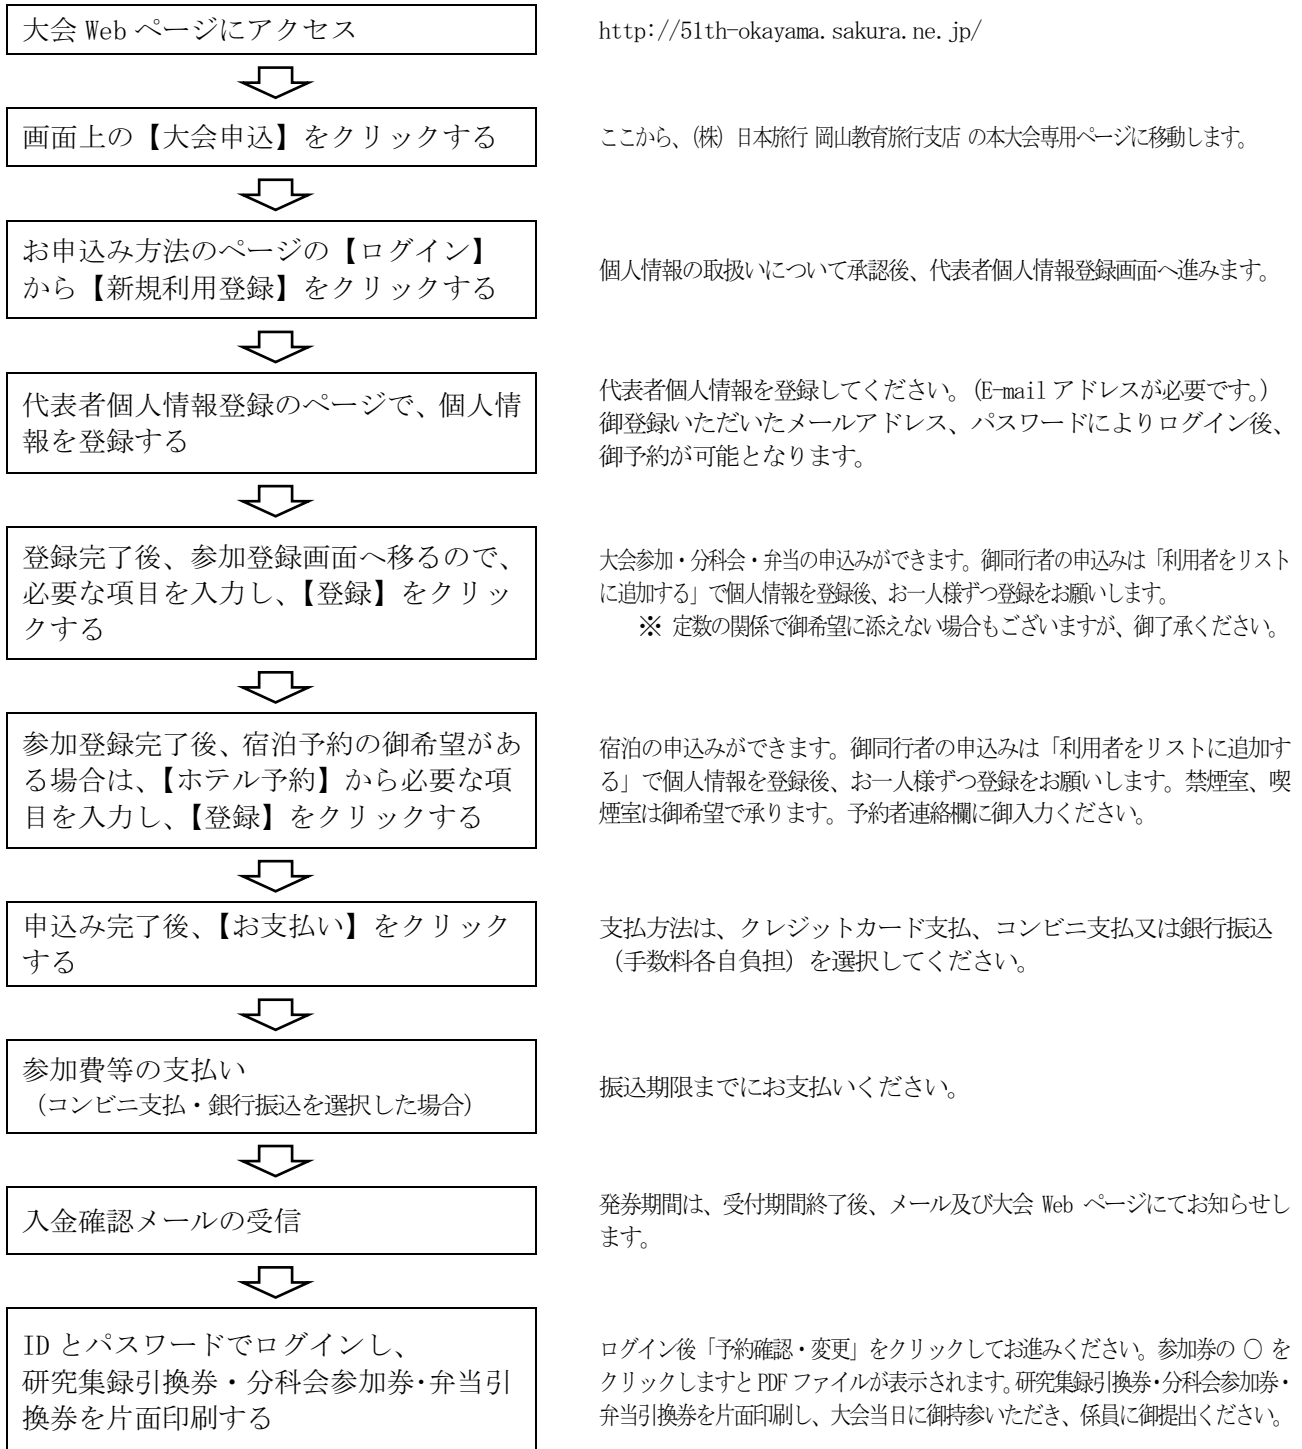 大会 Web ページにアクセス
http://51th-okayama.sakura.ne.jp/
画面上の【大会申込】をクリックする
ここから、(株) 日本旅行 岡山教育旅行支店 の本大会専用ページに移動します。
お申込み方法のページの【ログイン】
から【新規利用登録】をクリックする
個人情報の取扱いについて承認後、代表者個人情報登録画面へ進みます。
代表者個人情報登録のページで、個人情
報を登録する
代表者個人情報を登録してください。(E-mail アドレスが必要です。)
御登録いただいたメールアドレス、パスワードによりログイン後、
御予約が可能となります。
登録完了後、参加登録画面へ移るので、
必要な項目を入力し、【登録】をクリッ
クする
大会参加・分科会・弁当の申込みができます。御同行者の申込みは「利用者をリスト
に追加する」で個人情報を登録後、お一人様ずつ登録をお願いします。
※ 定数の関係で御希望に添えない場合もございますが、御了承ください。
参加登録完了後、宿泊予約の御希望があ
る場合は、【ホテル予約】から必要な項
目を入力し、【登録】をクリックする
宿泊の申込みができます。御同行者の申込みは「利用者をリストに追加す
る」で個人情報を登録後、お一人様ずつ登録をお願いします。禁煙室、喫
煙室は御希望で承ります。予約者連絡欄に御入力ください。
申込み完了後、【お支払い】をクリック
する
支払方法は、クレジットカード支払、コンビニ支払又は銀行振込
（手数料各自負担）を選択してください。
参加費等の支払い
（コンビニ支払・銀行振込を選択した場合）
振込期限までにお支払いください。
入金確認メールの受信
発券期間は、受付期間終了後、メール及び大会 Web ページにてお知らせし
ます。
ID とパスワードでログインし、
研究集録引換券・分科会参加券・弁当引
換券を片面印刷する
ログイン後「予約確認・変更」をクリックしてお進みください。参加券の ○ を
クリックしますと PDF ファイルが表示されます。研究集録引換券・分科会参加券・
弁当引換券を片面印刷し、大会当日に御持参いただき、係員に御提出ください。